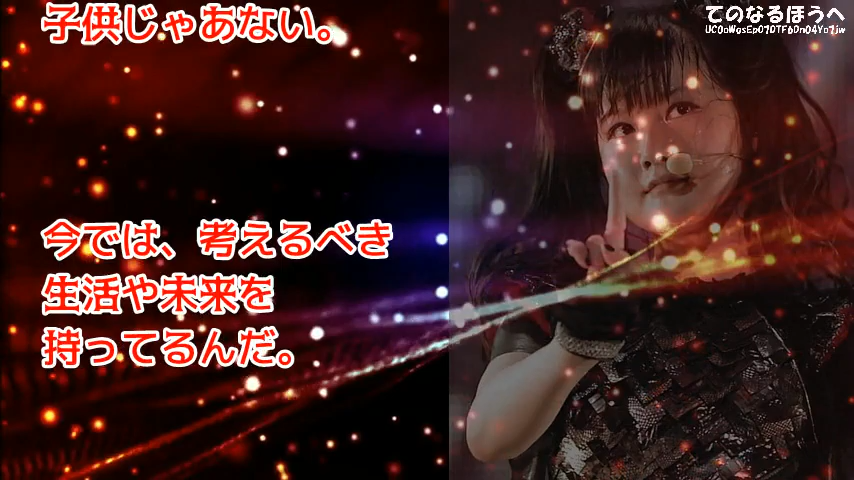 子供じゃあない。
てのなるほうへ
今では、考えるべき
生活や未来を
持ってるんだ。